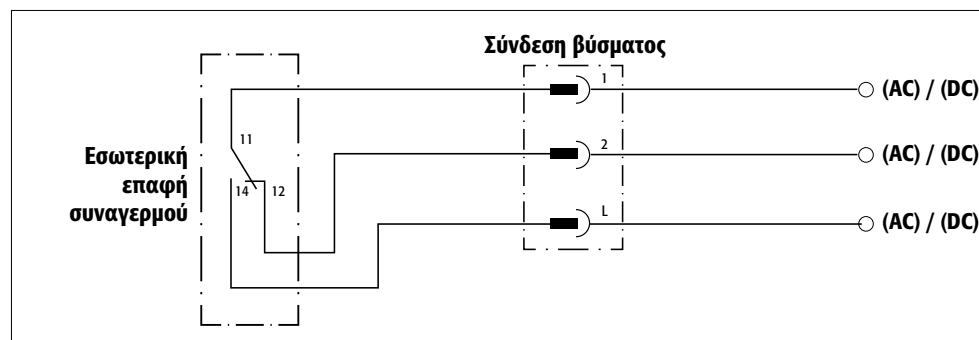 Σύνδεση βύσματος
1
(AC) / (DC)
11
2
(AC) / (DC)
Εσωτερική
επαφή
συναγερμού
14
12
L
(AC) / (DC)